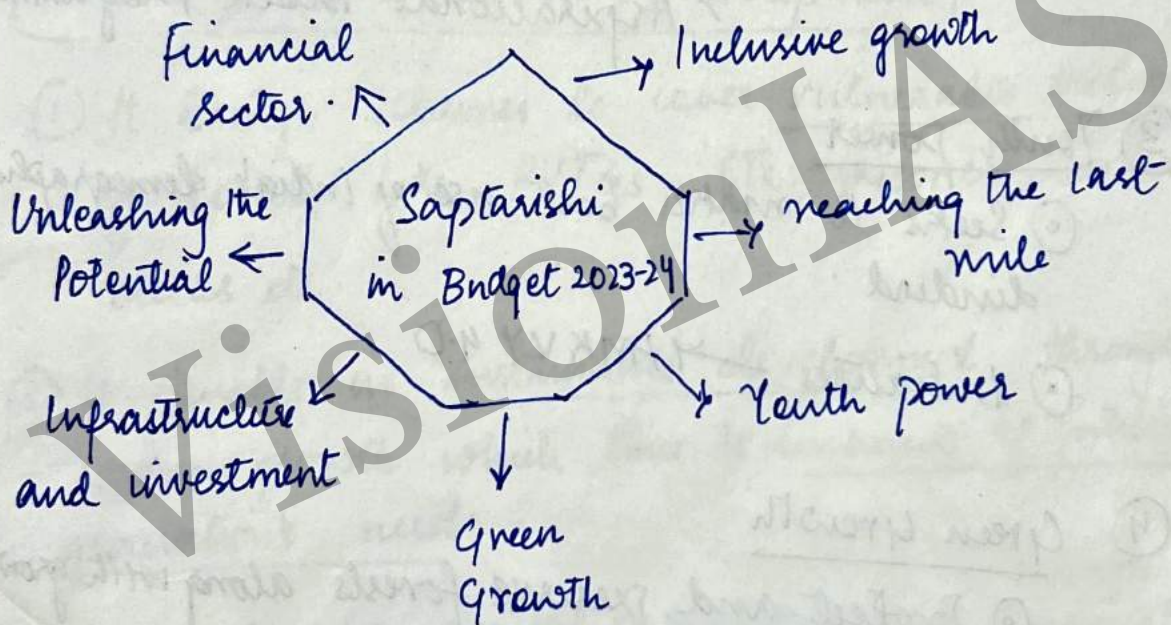 Financial
sector.
Inclusive growth
Unleashing the
Potential
Saptarishi
in Budget 2023-24
reaching the last-
mile
Infrastructure
and investment
Youth power
Green
Growth
VisionIAS